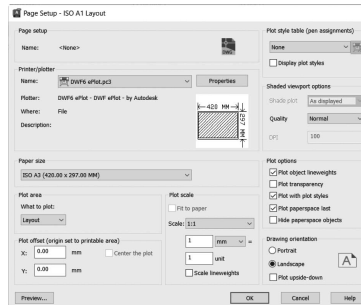 Page Setup - ISO A1 Layout
Page setup
Name: <None>
Printer/plotter
Name: DWF6 ePlot.pc3
Properties
Plotter: DWF6 ePlot - DWF ePlot - by Autodesk
Where: File
Description:
428 MM
297 MM
Paper size
ISO A3 (420.00 x 297.00 MM)
Plot area
What to plot:
Layout
Plot offset (origin set to printable area)
X: 0.00 mm
Center the plot
Y: 0.00 mm
Plot scale
Fit to paper
Scale: 1:1
1 mm =
1 unit
Scale lineweights
Plot style table (pen assignments)
None
Display plot styles
Shaded viewport options
Shade plot As displayed
Quality Normal
DPI 100
Plot options
Plot object lineweights
Plot transparency
Plot with plot styles
Plot paperspace last
Hide paperspace objects
Drawing orientation
Portrait
Landscape
A
Plot upside-down
Preview...
OK
Cancel
Help